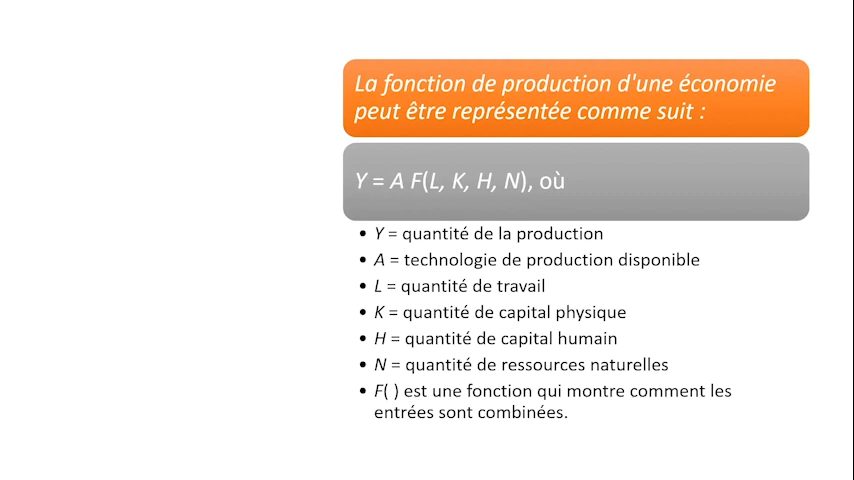 La fonction de production d'une économie
peut être représentée comme suit :
Y = A F(L, K, H, N), où
• Y = quantité de la production
• A = technologie de production disponible
• L = quantité de travail
• K = quantité de capital physique
• H = quantité de capital humain
• N = quantité de ressources naturelles
• F( ) est une fonction qui montre comment les
entrées sont combinées.